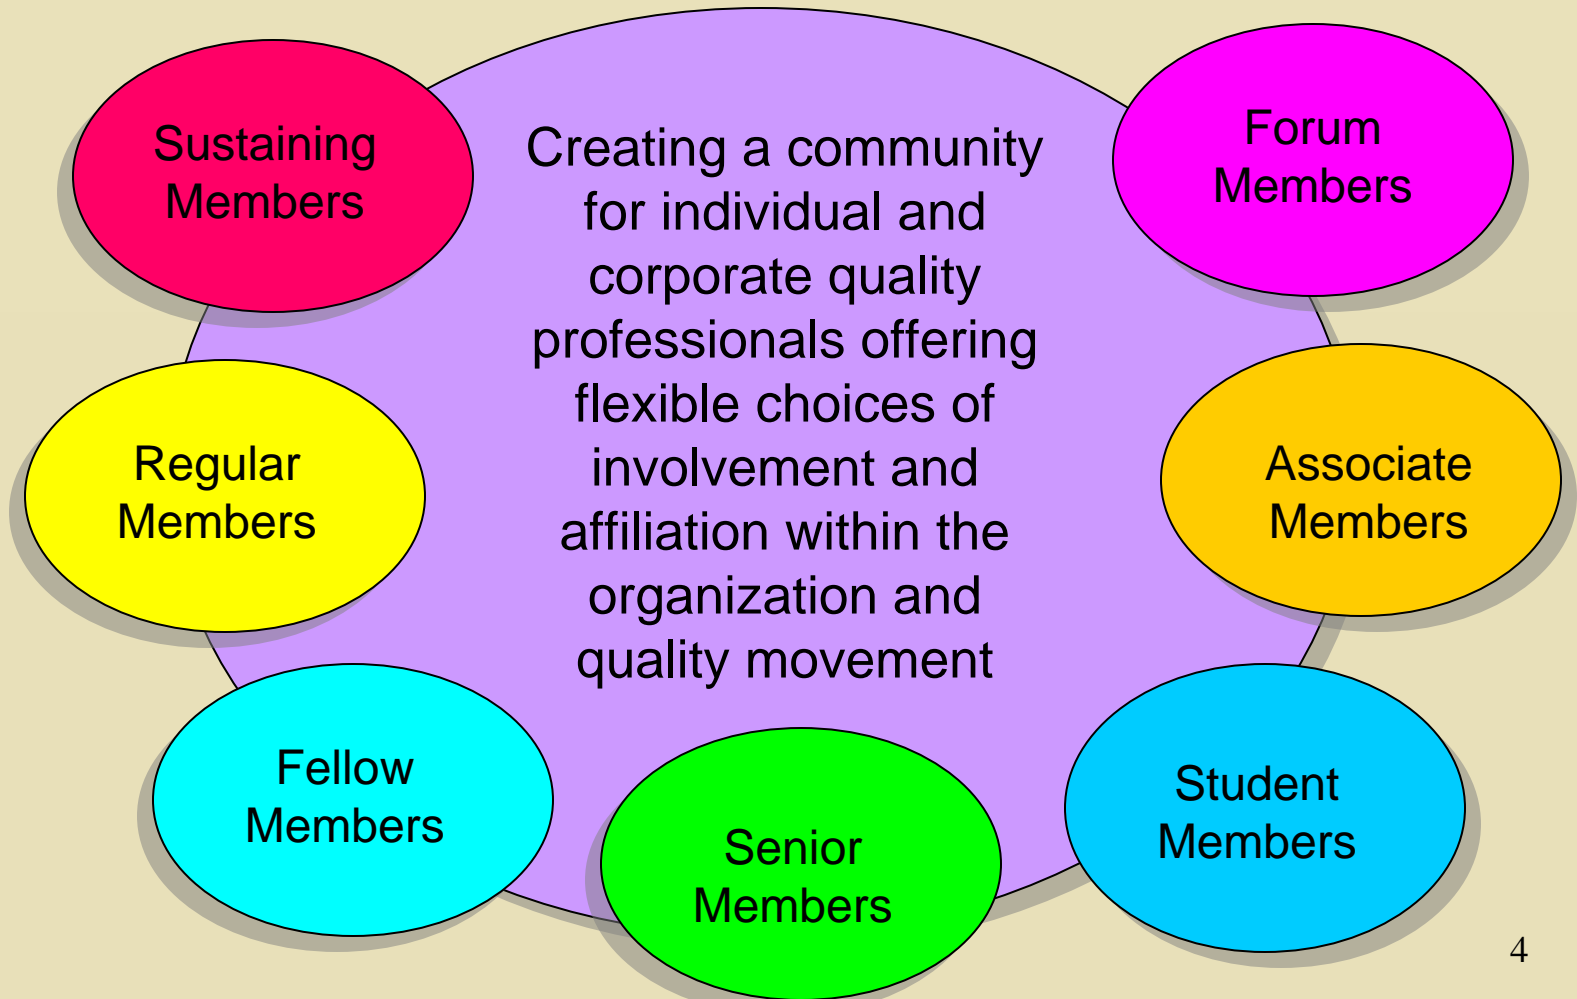 Sustaining
Members
Creating a community
for individual and
corporate quality
professionals offering
flexible choices of
involvement and
affiliation within the
organization and
quality movement
Forum
Members
Regular
Members
Associate
Members
Fellow
Members
Senior
Members
Student
Members
4